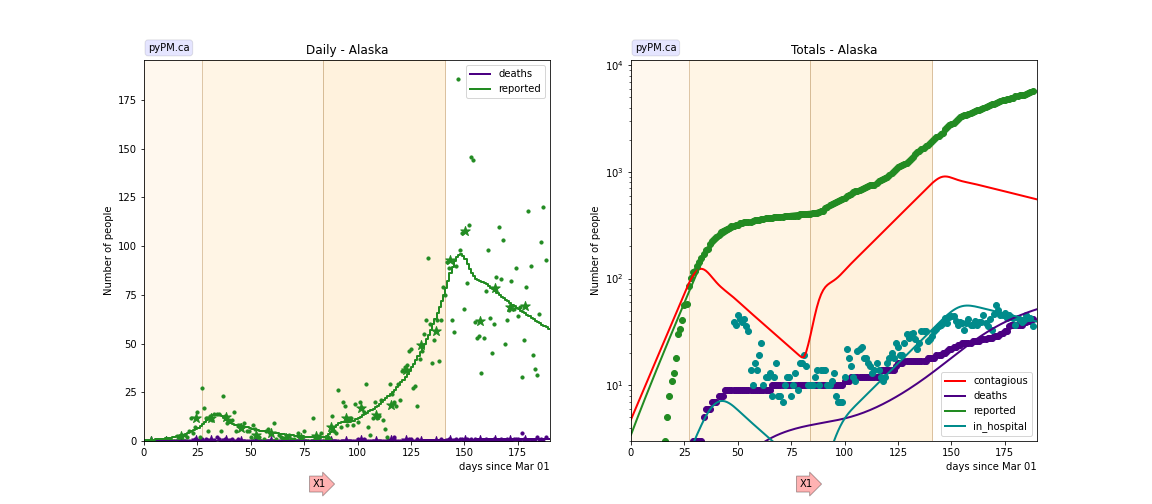 pyPM.ca
Daily - Alaska
deaths
reported
Number of people
175
150
125
100
75
50
25
0
0 25 50 75 100 125 150 175
days since Mar 01
X1
pyPM.ca
Totals - Alaska
Number of people
10⁴
10³
10²
10¹
contagious
deaths
reported
in_hospital
0 25 50 75 100 125 150 175
days since Mar 01
X1